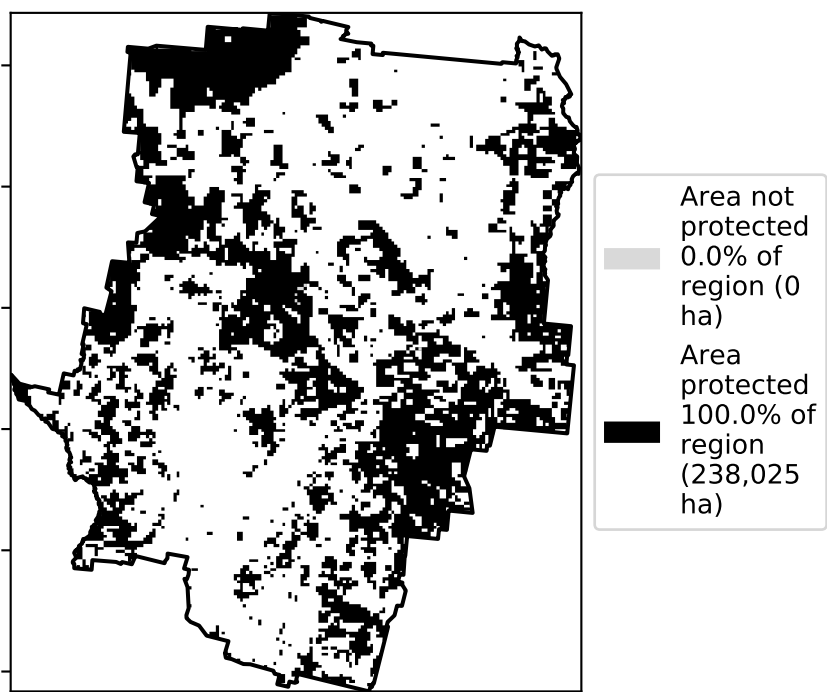 Area not
protected
0.0% of
region (0
ha)
Area
protected
100.0% of
region
(238,025
ha)